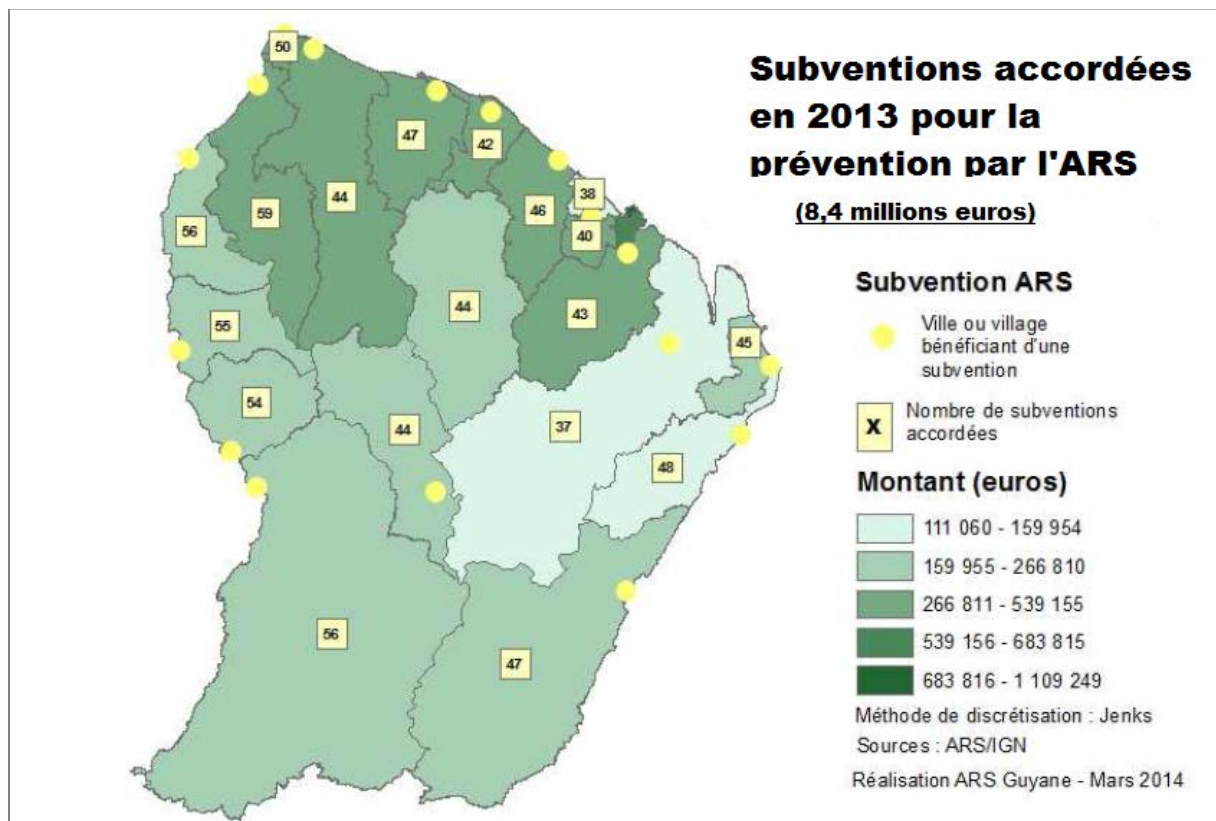 Subventions accordées
en 2013 pour la
prévention par l'ARS
(8,4 millions euros)
50
47
42
38
44
46
59
40
56
44
43
55
45
54
44
37
48
56
47
Subvention ARS
Ville ou village
bénéfiant d'une
subvention
X
Nombre de subventions
accordées
Montant (euros)
111 060 - 159 954
159 955 - 266 810
266 811 - 539 155
539 156 - 683 815
683 816 - 1 109 249
Méthode de discrétisation : Jenks
Sources : ARS/IGN
Réalisation ARS Guyane - Mars 2014